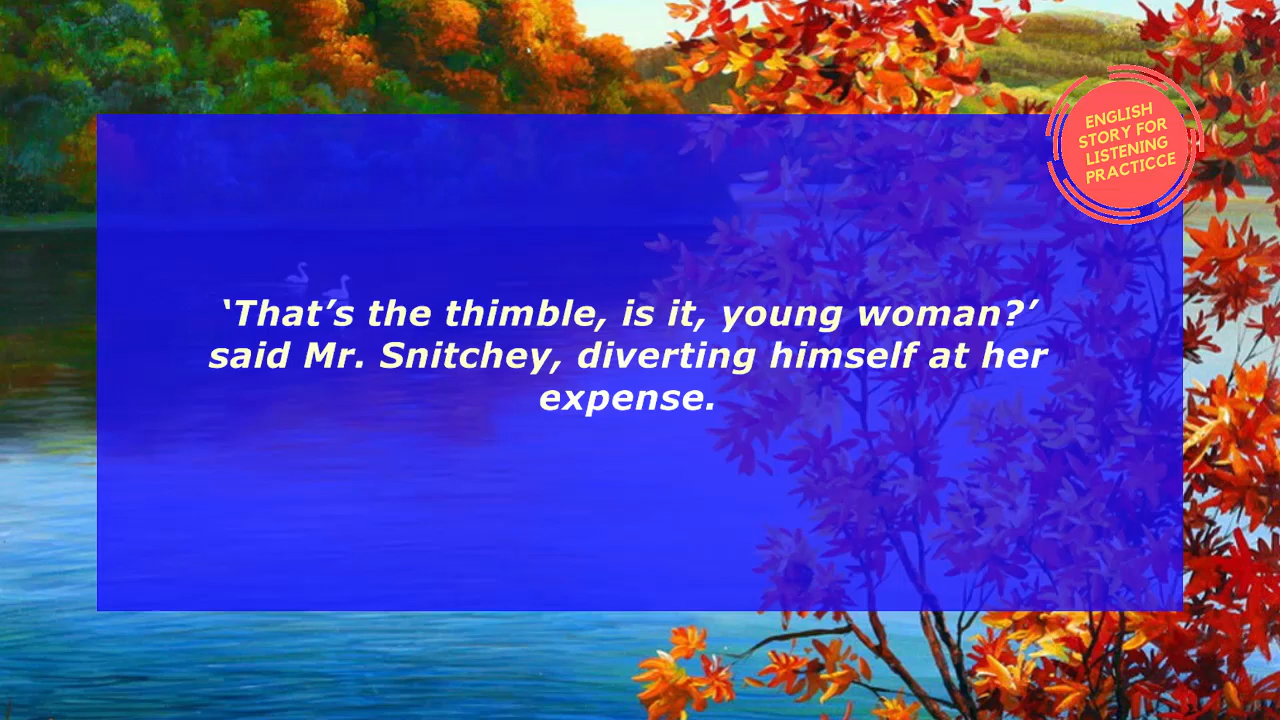 ENGLISH
STORY FOR
LISTENING
PRACTICCE
‘That’s the thimble, is it, young woman?’
said Mr. Snitchey, diverting himself at her
expense.